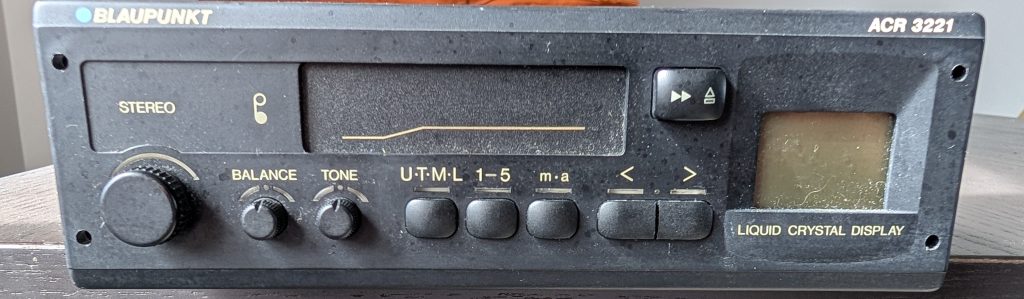 BLAUPUNKT
ACR 3221
STEREO
BALANCE
TONE
U·T·M·L
1–5
m·a
<
>
LIQUID CRYSTAL DISPLAY